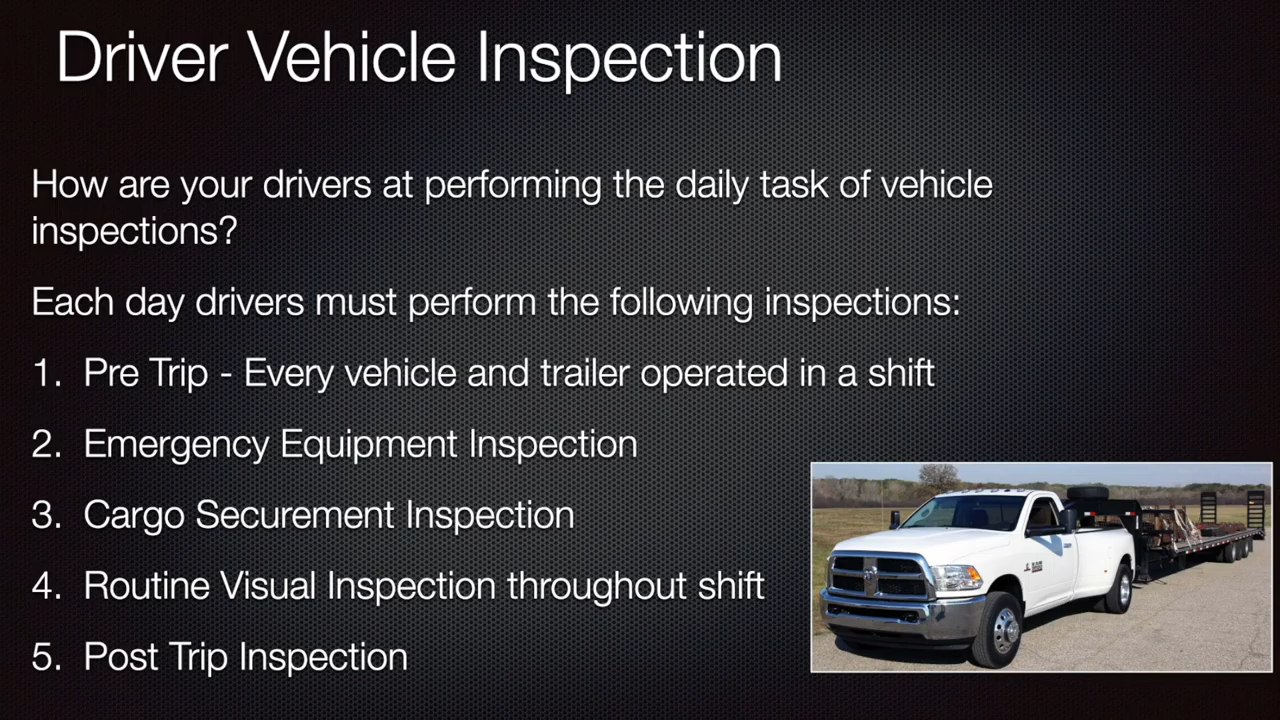 Driver Vehicle Inspection
How are your drivers at performing the daily task of vehicle
inspections?
Each day drivers must perform the following inspections:
1. Pre Trip - Every vehicle and trailer operated in a shift
2. Emergency Equipment Inspection
3. Cargo Securement Inspection
4. Routine Visual Inspection throughout shift
5. Post Trip Inspection